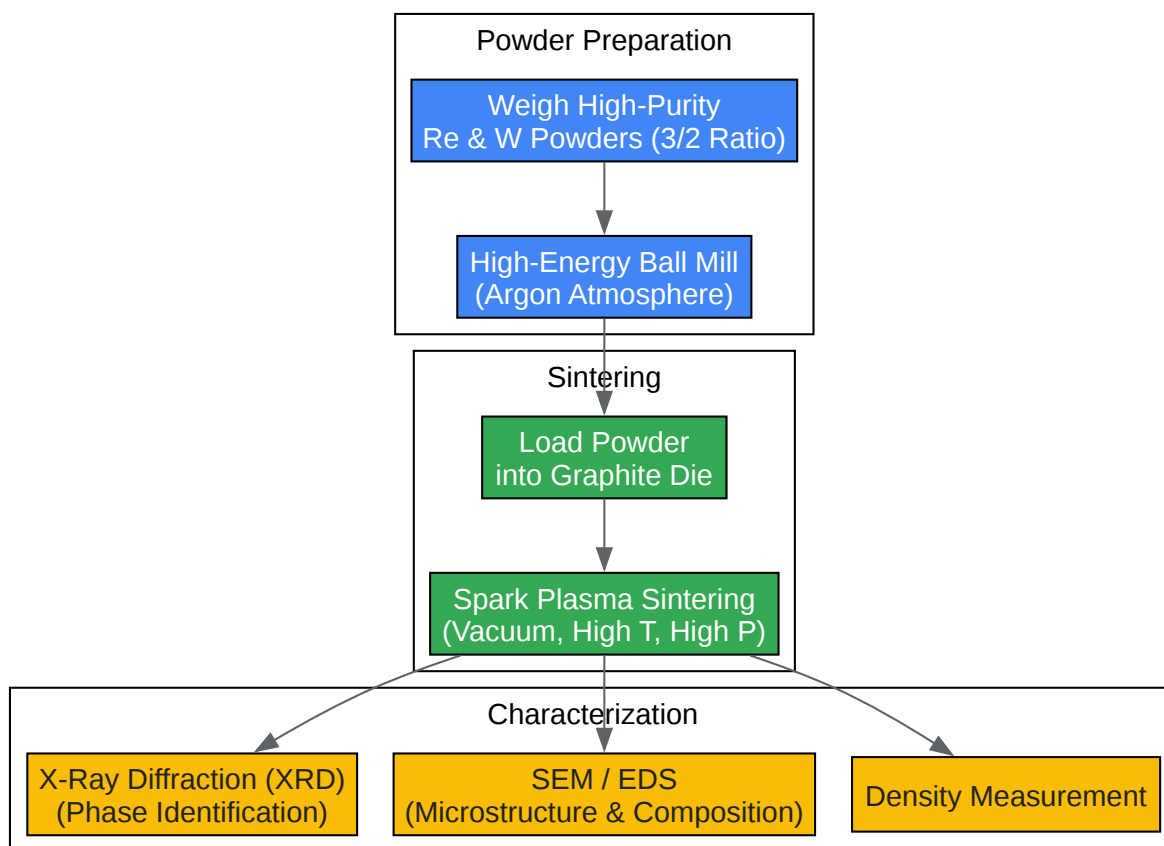 Powder Preparation
Weigh High-Purity
Re & W Powders (3/2 Ratio)
High-Energy Ball Mill
(Argon Atmosphere)
Sintering
Load Powder
into Graphite Die
Spark Plasma Sintering
(Vacuum, High T, High P)
Characterization
X-Ray Diffraction (XRD)
(Phase Identification)
SEM / EDS
(Microstructure & Composition)
Density Measurement